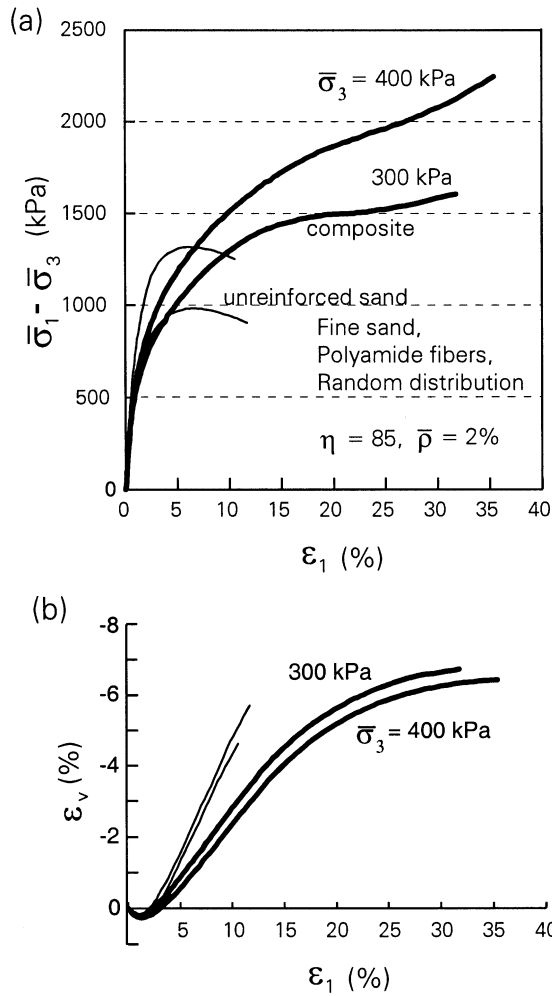 (a)
2500
2000
1500
1000
500
0
σ̅₁ - σ̅₃ (kPa)
σ̅₃ = 400 kPa
300 kPa
composite
unreinforced sand
Fine sand,
Polyamide fibers,
Random distribution
η = 85, ρ̅ = 2%
0 5 10 15 20 25 30 35 40
ε₁ (%)
(b)
-8
-6
-4
-2
0
εᵥ (%)
300 kPa
σ̅₃ = 400 kPa
5 10 15 20 25 30 35 40
ε₁ (%)